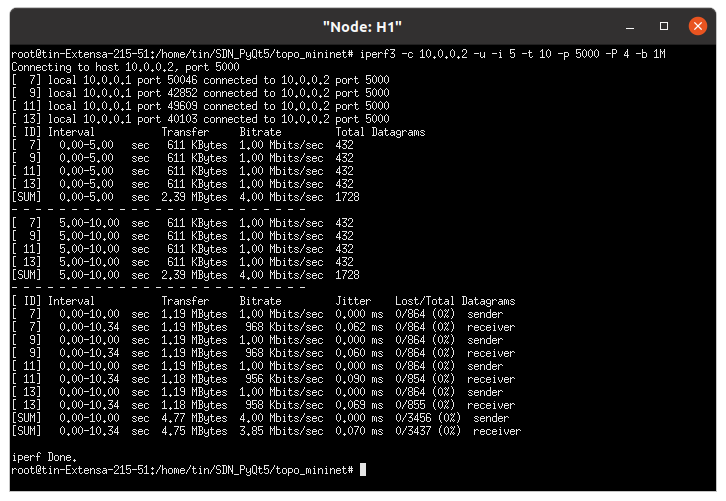 "Node: H1"
root@tin-Extensa-215-51:/home/tin/SDN_PyQt5/topo_mininet# iperf3 -c 10.0.0.2 -u -i 5 -t 10 -p 5000 -P 4 -b 1M
Connecting to host 10.0.0.2, port 5000
[  7] local 10.0.0.1 port 50046 connected to 10.0.0.2 port 5000
[  9] local 10.0.0.1 port 42852 connected to 10.0.0.2 port 5000
[ 11] local 10.0.0.1 port 49609 connected to 10.0.0.2 port 5000
[ 13] local 10.0.0.1 port 40103 connected to 10.0.0.2 port 5000
[ ID] Interval           Transfer     Bitrate         Total Datagrams
[  7]   0.00-5.00   sec   611 KBytes  1.00 Mbits/sec  432
[  9]   0.00-5.00   sec   611 KBytes  1.00 Mbits/sec  432
[ 11]   0.00-5.00   sec   611 KBytes  1.00 Mbits/sec  432
[ 13]   0.00-5.00   sec   611 KBytes  1.00 Mbits/sec  432
[SUM]   0.00-5.00   sec  2.39 MBytes  4.00 Mbits/sec  1728
- - - - - - - - - - - - - - - - - - - - - - - - -
[  7]   5.00-10.00  sec   611 KBytes  1.00 Mbits/sec  432
[  9]   5.00-10.00  sec   611 KBytes  1.00 Mbits/sec  432
[ 11]   5.00-10.00  sec   611 KBytes  1.00 Mbits/sec  432
[ 13]   5.00-10.00  sec   611 KBytes  1.00 Mbits/sec  432
[SUM]   5.00-10.00  sec  2.39 MBytes  4.00 Mbits/sec  1728
- - - - - - - - - - - - - - - - - - - - - - - - -
[ ID] Interval           Transfer     Bitrate         Jitter    Lost/Total Datagrams
[  7]   0.00-10.00  sec  1.19 MBytes  1.00 Mbits/sec  0.000 ms  0/864 (0%)  sender
[  7]   0.00-10.34  sec  1.19 MBytes   968 Kbits/sec  0.062 ms  0/864 (0%)  receiver
[  9]   0.00-10.00  sec  1.19 MBytes  1.00 Mbits/sec  0.000 ms  0/864 (0%)  sender
[  9]   0.00-10.34  sec  1.19 MBytes   968 Kbits/sec  0.060 ms  0/864 (0%)  receiver
[ 11]   0.00-10.00  sec  1.19 MBytes  1.00 Mbits/sec  0.000 ms  0/864 (0%)  sender
[ 11]   0.00-10.34  sec  1.18 MBytes   956 Kbits/sec  0.090 ms  0/854 (0%)  receiver
[ 13]   0.00-10.00  sec  1.19 MBytes  1.00 Mbits/sec  0.000 ms  0/864 (0%)  sender
[ 13]   0.00-10.34  sec  1.18 MBytes   958 Kbits/sec  0.069 ms  0/855 (0%)  receiver
[SUM]   0.00-10.00  sec  4.77 MBytes  4.00 Mbits/sec  0.000 ms  0/3456 (0%)  sender
[SUM]   0.00-10.34  sec  4.75 MBytes  3.85 Mbits/sec  0.070 ms  0/3437 (0%)  receiver
iperf Done.
root@tin-Extensa-215-51:/home/tin/SDN_PyQt5/topo_mininet#